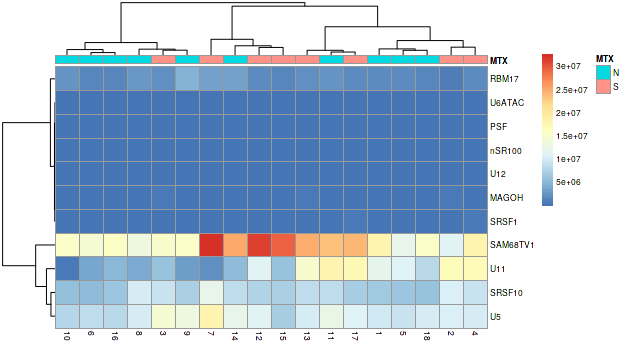 MTX
MTX
N
S
3e+07
2.5e+07
2e+07
1.5e+07
1e+07
5e+06
RBM17
U6ATAC
PSF
nSR100
U12
MAGOH
SRSF1
SAM68TV1
U11
SRSF10
U5
10 6 16 8 3 9 7 14 12 15 13 11 17 1 5 18 2 4